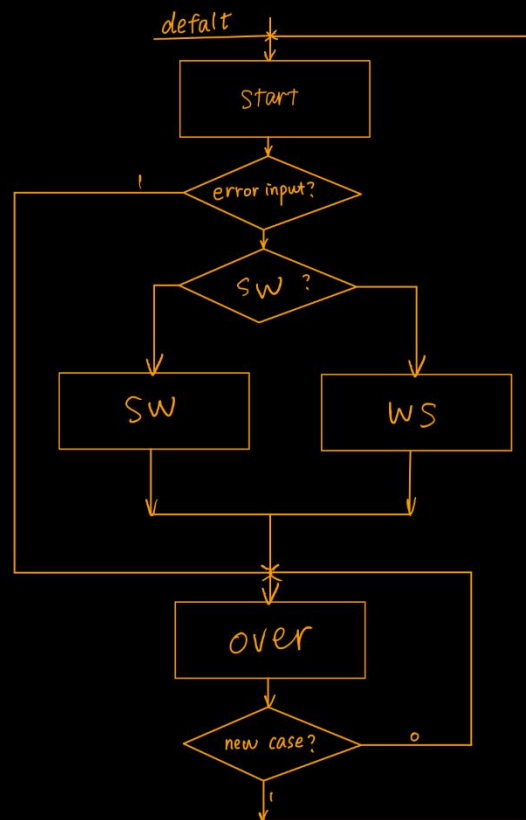 defalt
Start
1
error input?
SW ?
SW
WS
over
new case?
0
1